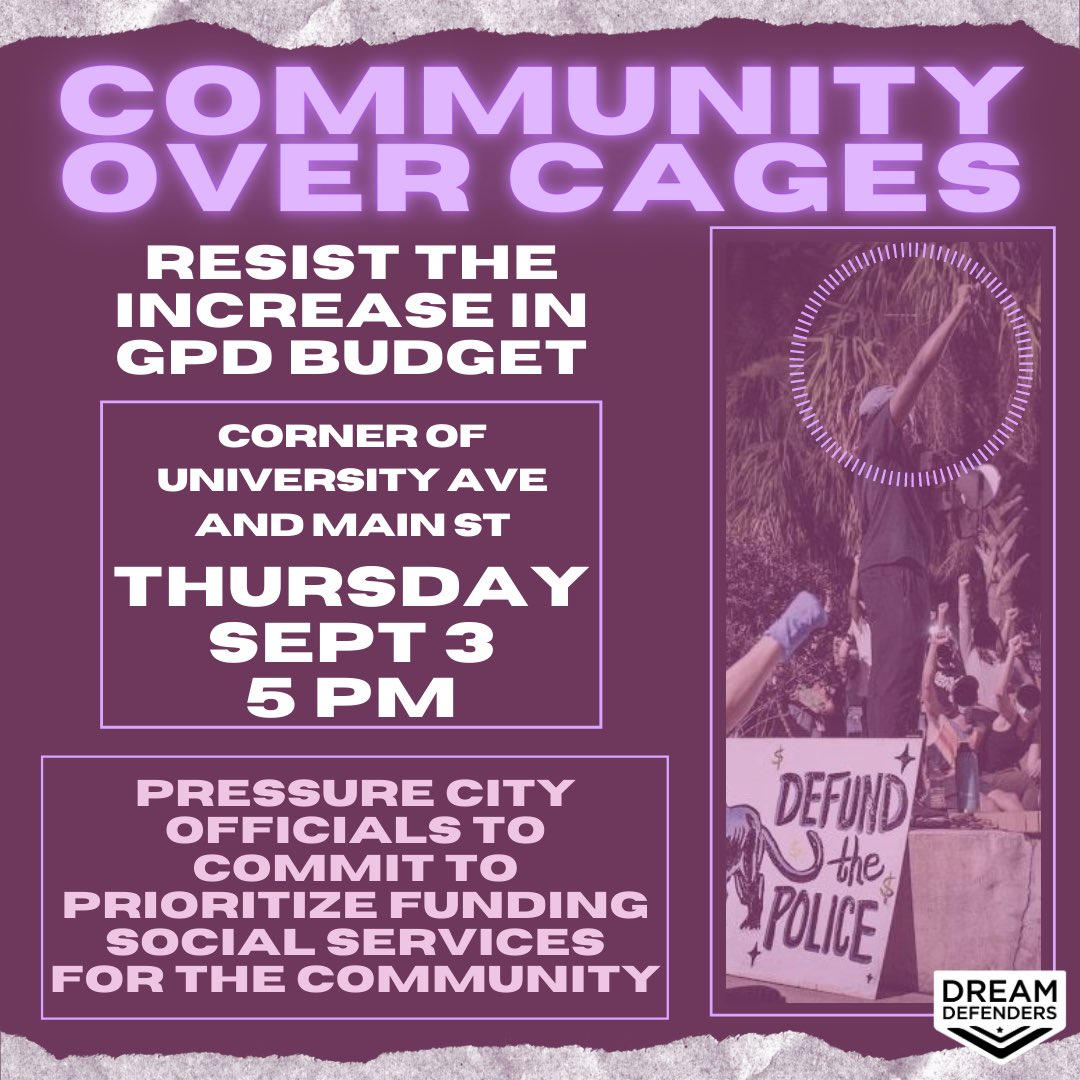 COMMUNITY
OVER CAGES
RESIST THE
INCREASE IN
GPD BUDGET
CORNER OF
UNIVERSITY AVE
AND MAIN ST
THURSDAY
SEPT 3
5 PM
PRESSURE CITY
OFFICIALS TO
COMMIT TO
PRIORITIZE FUNDING
SOCIAL SERVICES
FOR THE COMMUNITY
$
DEFUND
$
the
$
POLICE
DREAM
DEFENDERS